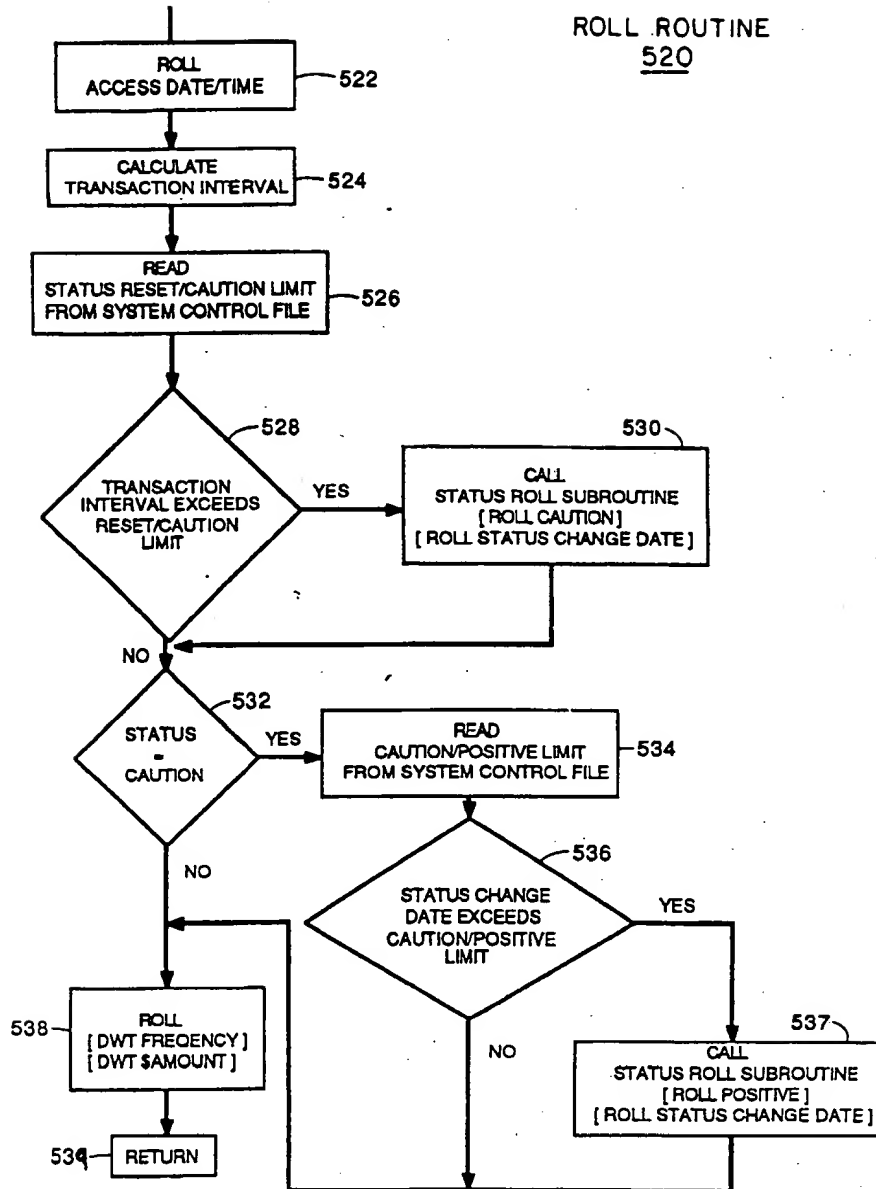 ROLL ROUTINE
520
ROLL
ACCESS DATE/TIME
522
CALCULATE
TRANSACTION INTERVAL
524
READ
STATUS RESET/CAUTION LIMIT
FROM SYSTEM CONTROL FILE
526
528
TRANSACTION
INTERVAL EXCEEDS
RESET/CAUTION
LIMIT
YES
530
CALL
STATUS ROLL SUBROUTINE
[ ROLL CAUTION]
[ ROLL STATUS CHANGE DATE ]
NO
532
STATUS
=
CAUTION
YES
READ
CAUTION/POSITIVE LIMIT
FROM SYSTEM CONTROL FILE
534
NO
536
STATUS CHANGE
DATE EXCEEDS
CAUTION/POSITIVE
LIMIT
YES
NO
537
CALL
STATUS ROLL SUBROUTINE
[ ROLL POSITIVE ]
[ ROLL STATUS CHANGE DATE ]
538
ROLL
[ DWT FREQENCY ]
[ DWT $AMOUNT ]
539
RETURN